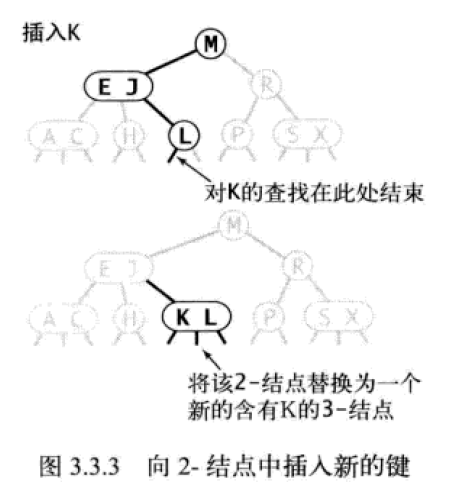 插入K
M
E J
R
A C H L P S X
对K的查找在此处结束
M
E J
R
A C H K L P S X
将该2-结点替换为一个
新的含有K的3-结点
图 3.3.3 向 2- 结点中插入新的键